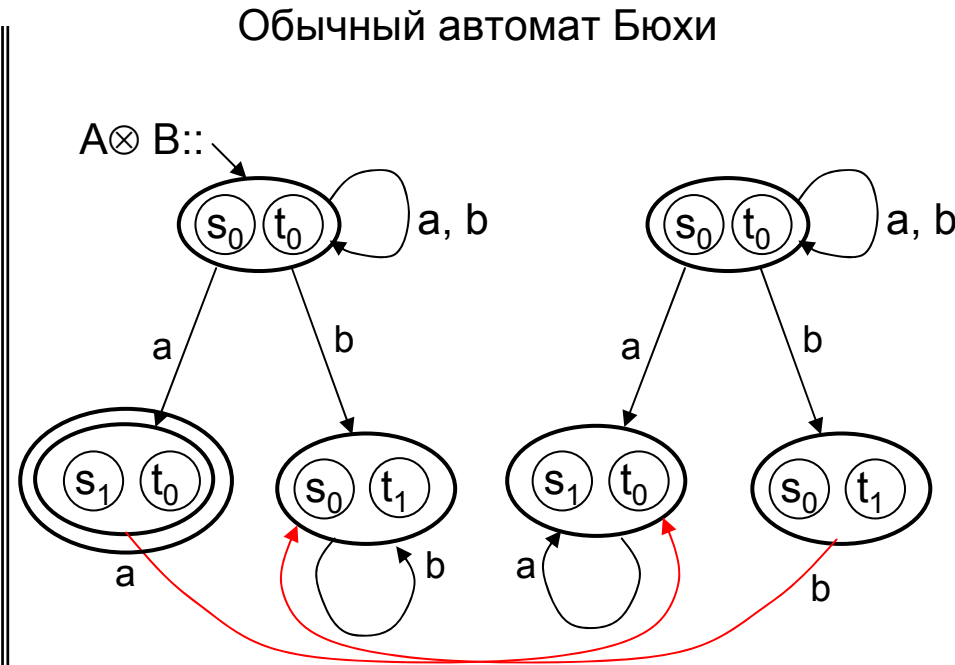 Обычный автомат Бюхи
A⊗ B::
s₀ t₀ a, b s₀ t₀ a, b
a b a b
s₁ t₀ s₀ t₁ s₁ t₀ s₀ t₁
a b a b